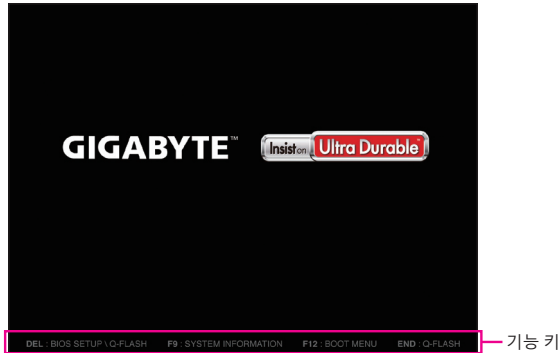 GIGABYTE™ Insist on Ultra Durable™
DEL : BIOS SETUP \ Q-FLASH F9 : SYSTEM INFORMATION F12 : BOOT MENU END : Q-FLASH
기능 키